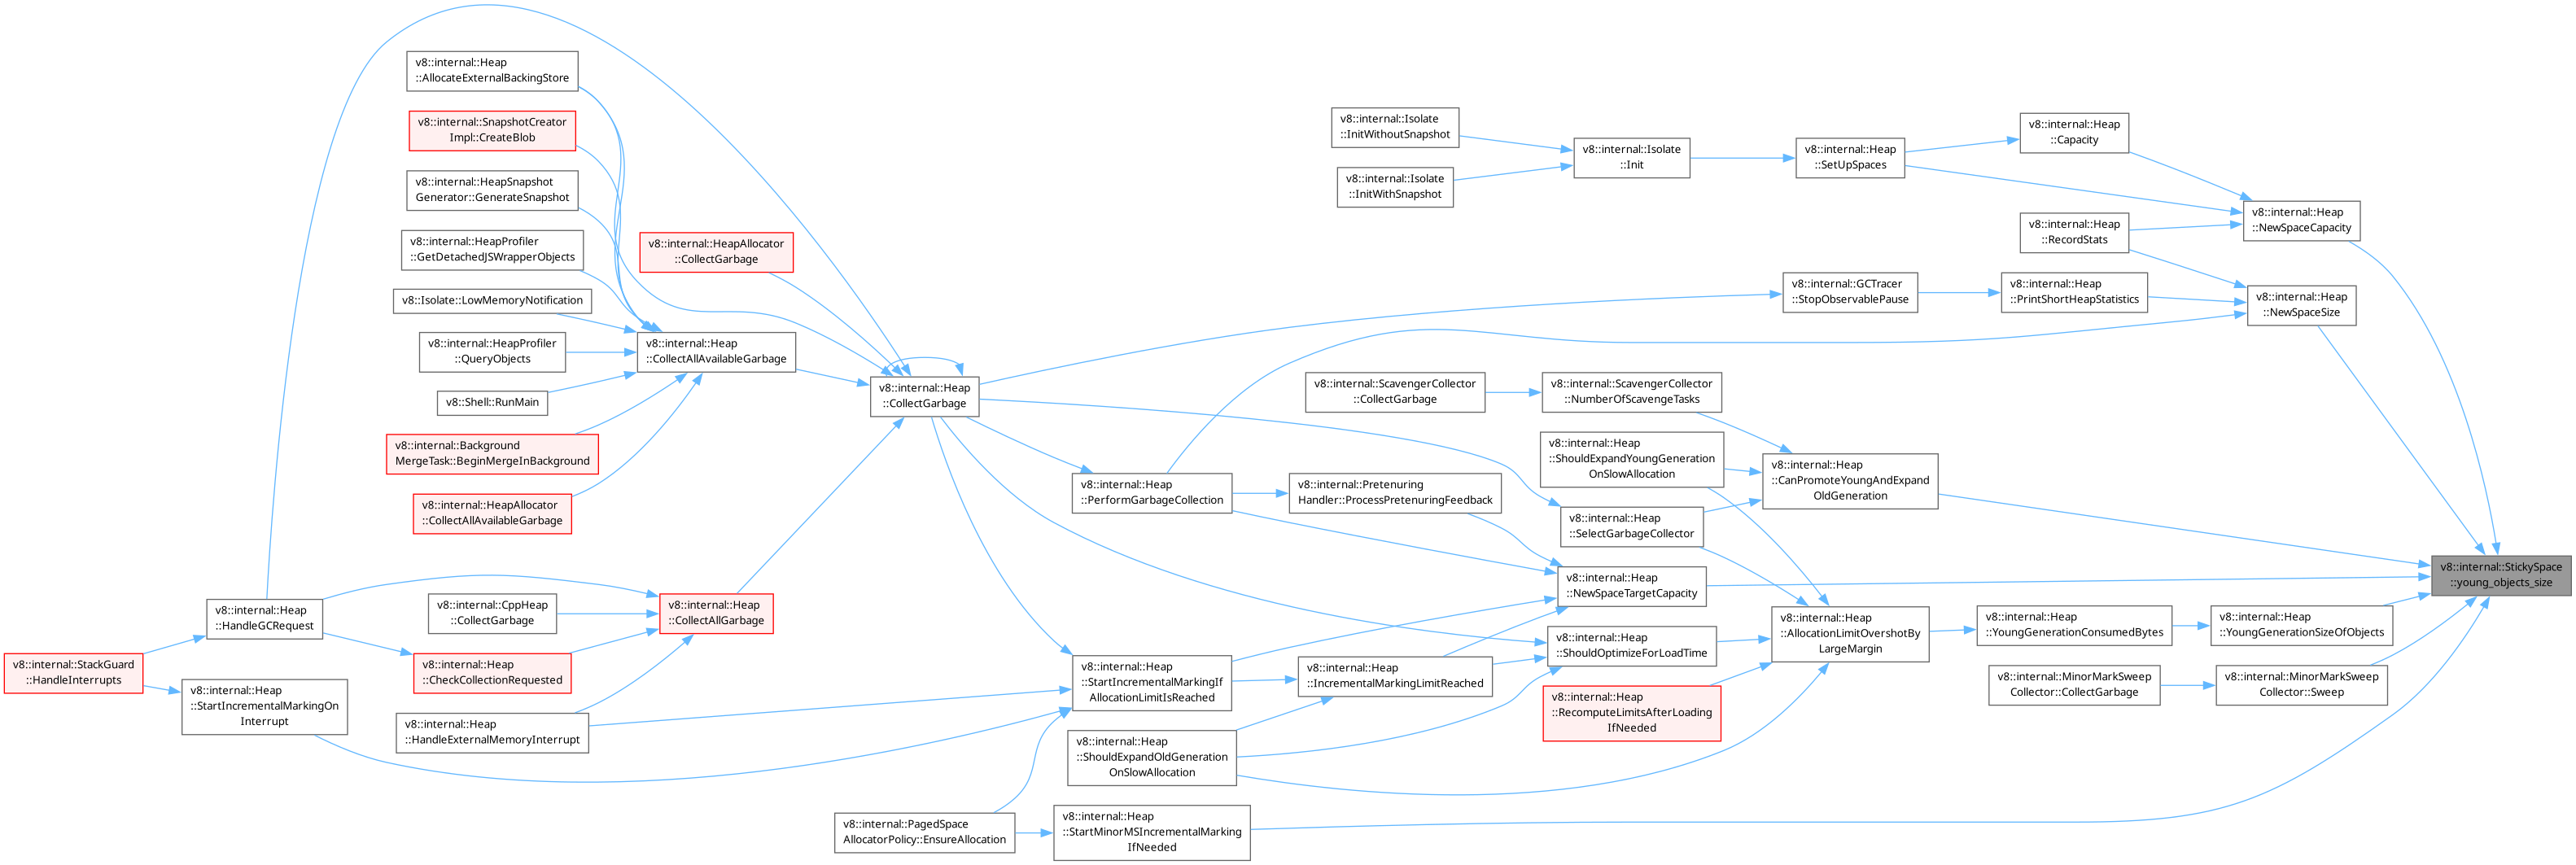 v8::internal::Heap
::AllocateExternalBackingStore
v8::internal::SnapshotCreator
Impl::CreateBlob
v8::internal::HeapSnapshot
Generator::GenerateSnapshot
v8::internal::HeapProfiler
::GetDetachedJSWrapperObjects
v8::Isolate::LowMemoryNotification
v8::internal::HeapProfiler
::QueryObjects
v8::Shell::RunMain
v8::internal::Background
MergeTask::BeginMergeInBackground
v8::internal::HeapAllocator
::CollectAllAvailableGarbage
v8::internal::Heap
::HandleGCRequest
v8::internal::StackGuard
::HandleInterrupts
v8::internal::Heap
::StartIncrementalMarkingOn
Interrupt
v8::internal::CppHeap
::CollectGarbage
v8::internal::Heap
::CheckCollectionRequested
v8::internal::Heap
::HandleExternalMemoryInterrupt
v8::internal::HeapAllocator
::CollectGarbage
v8::internal::Heap
::CollectAllAvailableGarbage
v8::internal::Heap
::CollectAllGarbage
v8::internal::Heap
::CollectGarbage
v8::internal::PagedSpace
AllocatorPolicy::EnsureAllocation
v8::internal::Heap
::PerformGarbageCollection
v8::internal::Heap
::StartIncrementalMarkingIf
AllocationLimitIsReached
v8::internal::Heap
::ShouldExpandOldGeneration
OnSlowAllocation
v8::internal::Heap
::StartMinorMSIncrementalMarking
IfNeeded
v8::internal::Isolate
::InitWithoutSnapshot
v8::internal::Isolate
::InitWithSnapshot
v8::internal::ScavengerCollector
::CollectGarbage
v8::internal::Pretenuring
Handler::ProcessPretenuringFeedback
v8::internal::Heap
::IncrementalMarkingLimitReached
v8::internal::Isolate
::Init
v8::internal::ScavengerCollector
::NumberOfScavengeTasks
v8::internal::Heap
::ShouldExpandYoungGeneration
OnSlowAllocation
v8::internal::Heap
::SelectGarbageCollector
v8::internal::Heap
::NewSpaceTargetCapacity
v8::internal::Heap
::ShouldOptimizeForLoadTime
v8::internal::Heap
::RecomputeLimitsAfterLoading
IfNeeded
v8::internal::Heap
::SetUpSpaces
v8::internal::GCTracer
::StopObservablePause
v8::internal::Heap
::CanPromoteYoungAndExpand
OldGeneration
v8::internal::Heap
::AllocationLimitOvershotBy
LargeMargin
v8::internal::Heap
::Capacity
v8::internal::Heap
::RecordStats
v8::internal::Heap
::PrintShortHeapStatistics
v8::internal::Heap
::YoungGenerationConsumedBytes
v8::internal::MinorMarkSweep
Collector::CollectGarbage
v8::internal::Heap
::NewSpaceCapacity
v8::internal::Heap
::NewSpaceSize
v8::internal::Heap
::YoungGenerationSizeOfObjects
v8::internal::MinorMarkSweep
Collector::Sweep
v8::internal::StickySpace
::young_objects_size